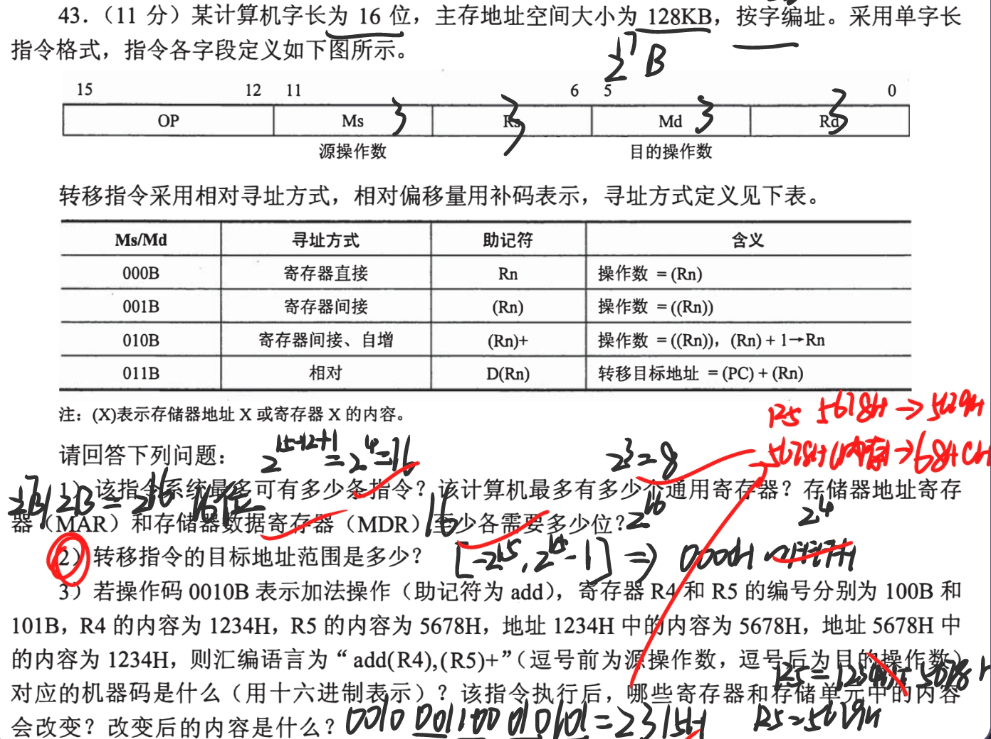 43.（11 分）某计算机字长为 16 位，主存地址空间大小为 128KB，按字编址。采用单字长
指令格式，指令各字段定义如下图所示。
2^17 B
15 12 11 6 5 0
OP Ms 3 Rs 3 Md 3 Rd 3
源操作数 目的操作数
转移指令采用相对寻址方式，相对偏移量用补码表示，寻址方式定义见下表。
Ms/Md 寻址方式 助记符 含义
000B 寄存器直接 Rn 操作数 =(Rn)
001B 寄存器间接 (Rn) 操作数 =((Rn))
010B 寄存器间接、自增 (Rn)+ 操作数 =((Rn))，(Rn)+1→Rn
011B 相对 D(Rn) 转移目标地址 =(PC)+(Rn)
注：(X)表示存储器地址 X 或寄存器 X 的内容。
R5 5678H → 5679H
请回答下列问题：
2^15-12+1 = 2^4 = 16
2^3 = 8
1）该指令系统最多可有多少条指令？该计算机最多有多少个通用寄存器？存储器地址寄存
器（MAR）和存储器数据寄存器（MDR）至少各需要多少位？
16
2^16
2^4
2）转移指令的目标地址范围是多少？
[-2^15, 2^15-1] ⇒ 0000H
3）若操作码 0010B 表示加法操作（助记符为 add），寄存器 R4 和 R5 的编号分别为 100B 和
101B，R4 的内容为 1234H，R5 的内容为 5678H，地址 1234H 中的内容为 5678H，地址 5678H 中
的内容为 1234H，则汇编语言为“add(R4),(R5)+”（逗号前为源操作数，逗号后为目的操作数）
对应的机器码是什么（用十六进制表示）？该指令执行后，哪些寄存器和存储单元中的内容
会改变？改变后的内容是什么？
0010 001100 010101 = 2315H
R5=5679H